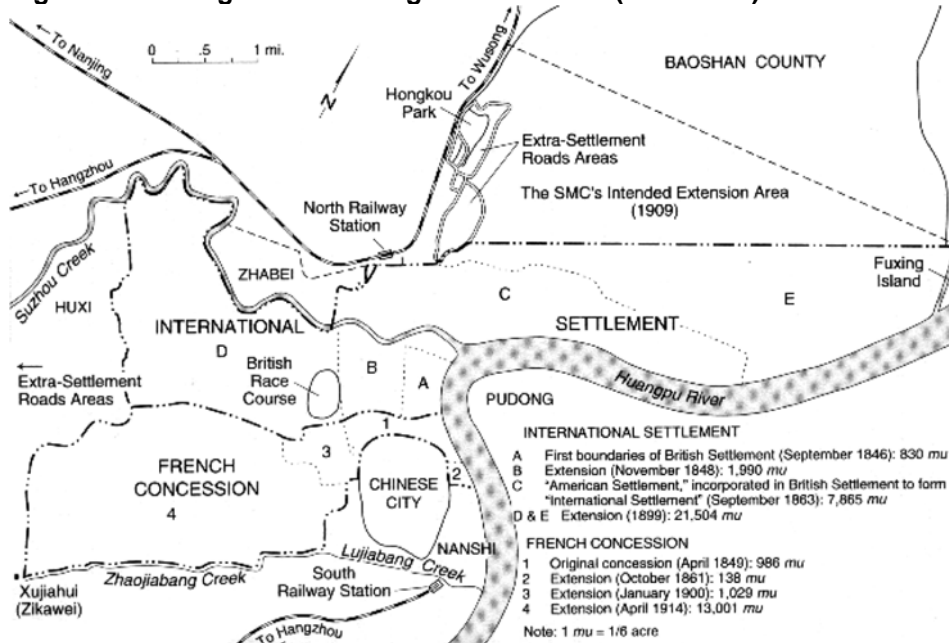 To Nanjing
0 .5 1 mi.
N
To Wusong
Hongkou
Park
BAOSHAN COUNTY
Extra-Settlement
Roads Areas
The SMC's Intended Extension Area
(1909)
To Hangzhou
North Railway
Station
Suzhou Creek
HUXI
ZHABEI
INTERNATIONAL
D
C
SETTLEMENT
E
Fuxing
Island
Extra-Settlement
Roads Areas
British
Race
Course
B
A
Huangpu River
PUDONG
1
3
FRENCH
CONCESSION
4
CHINESE
CITY
2
NANSHI
Lujiabang Creek
Zhaojiabang Creek
Xujiahui
(Zikawei)
South
Railway Station
To Hangzhou
INTERNATIONAL SETTLEMENT
A First boundaries of British Settlement (September 1846): 830 mu
B Extension (November 1848): 1,990 mu
C "American Settlement," incorporated in British Settlement to form
"International Settlement" (September 1863): 7,865 mu
D & E Extension (1899): 21,504 mu
FRENCH CONCESSION
1 Original concession (April 1849): 986 mu
2 Extension (October 1861): 138 mu
3 Extension (January 1900): 1,029 mu
4 Extension (April 1914): 13,001 mu
Note: 1 mu = 1/6 acre